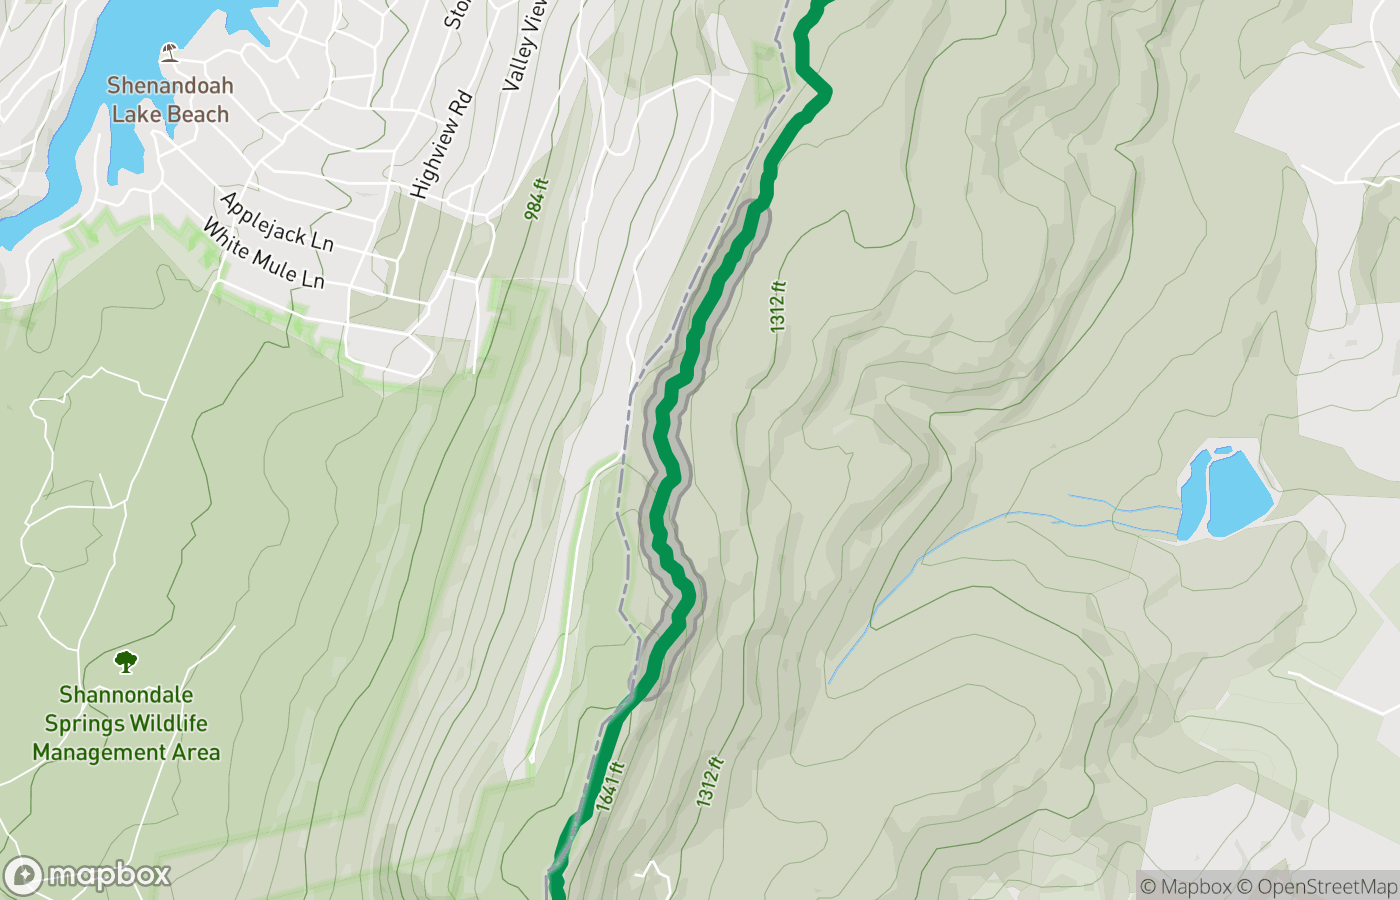 Shenandoah
Lake Beach
Valley View
Highview Rd
Applejack Ln
White Mule Ln
984 ft
1312 ft
Shannondale
Springs Wildlife
Management Area
1641 ft
1312 ft
mapbox
© Mapbox © OpenStreetMap